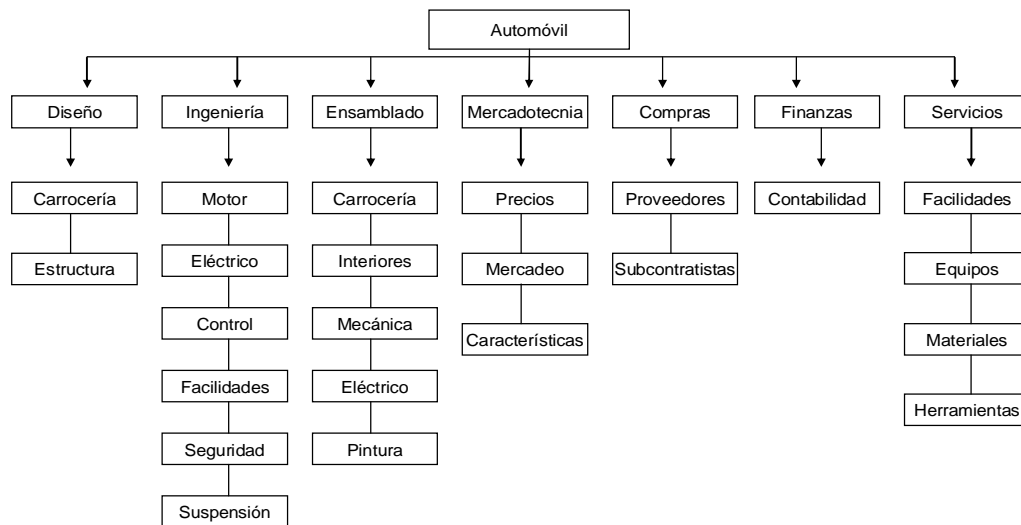 Automóvil
Diseño
Ingeniería
Ensamblado
Mercadotecnia
Compras
Finanzas
Servicios
Carrocería
Motor
Carrocería
Precios
Proveedores
Contabilidad
Facilidades
Estructura
Eléctrico
Interiores
Mercadeo
Subcontratistas
Equipos
Control
Mecánica
Características
Materiales
Facilidades
Eléctrico
Herramientas
Seguridad
Pintura
Suspensión